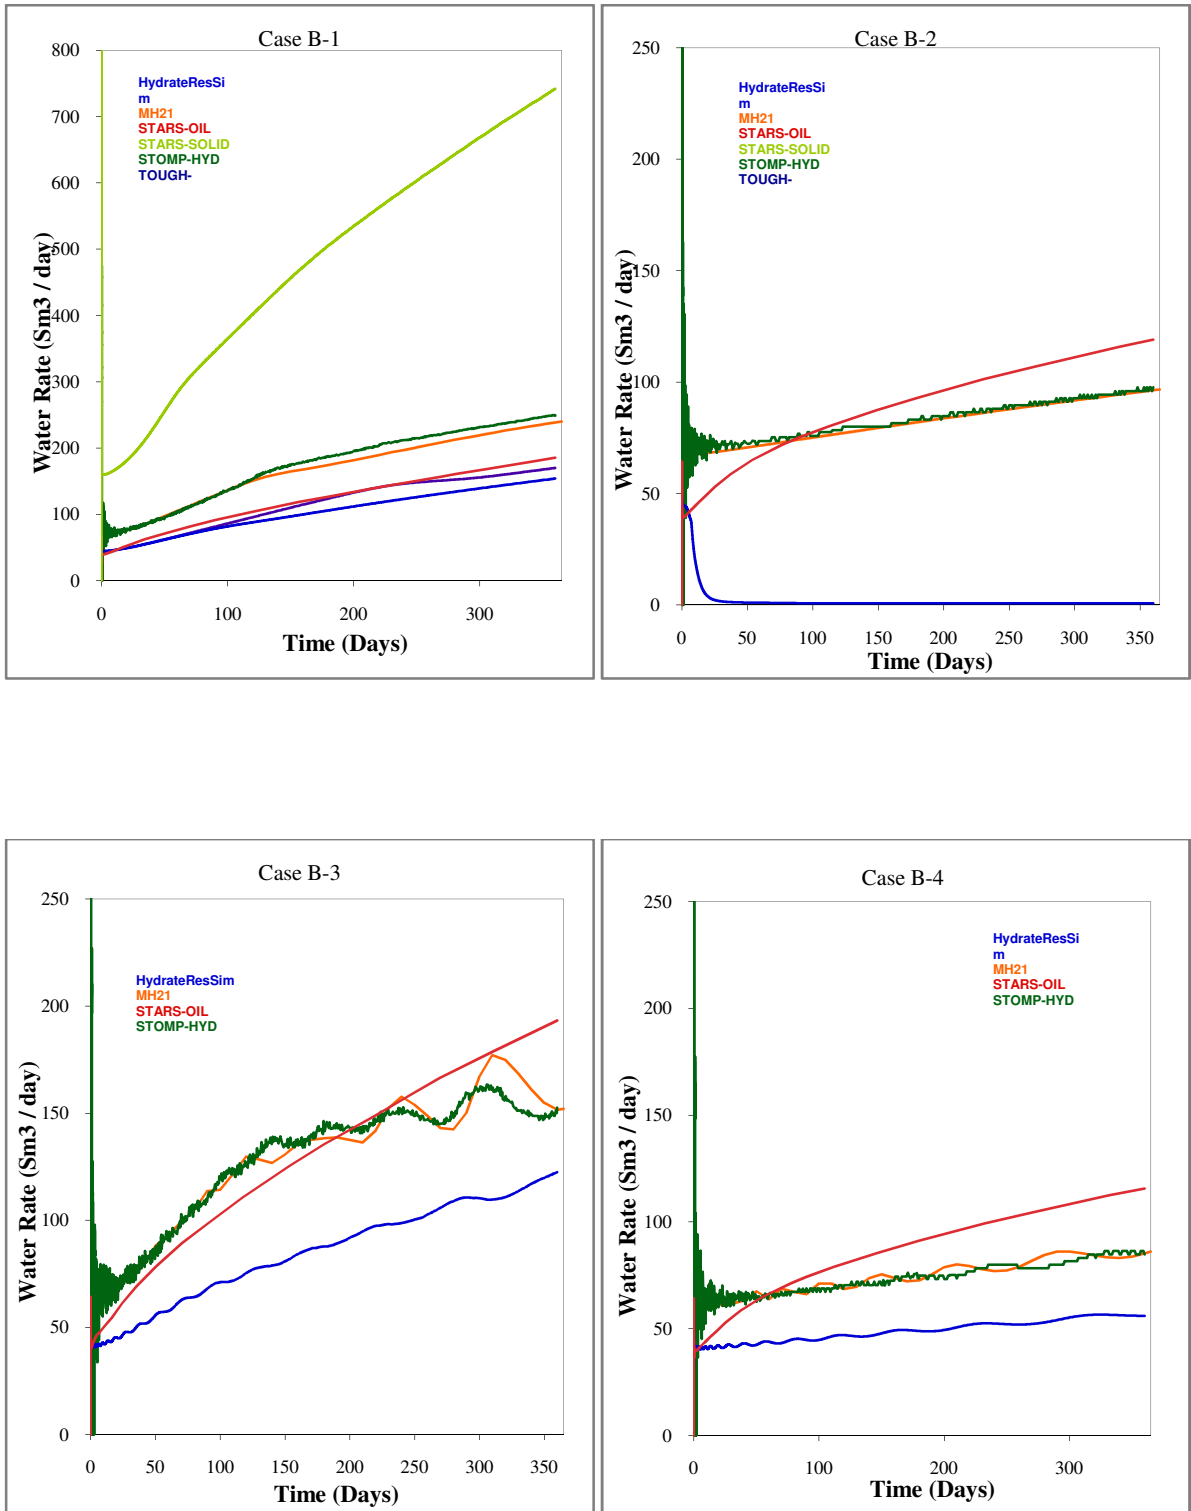 Case B-1
800
700
600
500
400
300
200
100
0
Water Rate (Sm3 / day)
HydrateResSi
m
MH21
STARS-OIL
STARS-SOLID
STOMP-HYD
TOUGH-
0 100 200 300
Time (Days)
Case B-2
250
200
150
100
50
0
Water Rate (Sm3 / day)
HydrateResSi
m
MH21
STARS-OIL
STARS-SOLID
STOMP-HYD
TOUGH-
0 50 100 150 200 250 300 350
Time (Days)
Case B-3
250
200
150
100
50
0
Water Rate (Sm3 / day)
HydrateResSim
MH21
STARS-OIL
STOMP-HYD
0 50 100 150 200 250 300 350
Time (Days)
Case B-4
250
200
150
100
50
0
Water Rate (Sm3 / day)
HydrateResSi
m
MH21
STARS-OIL
STOMP-HYD
0 100 200 300
Time (Days)